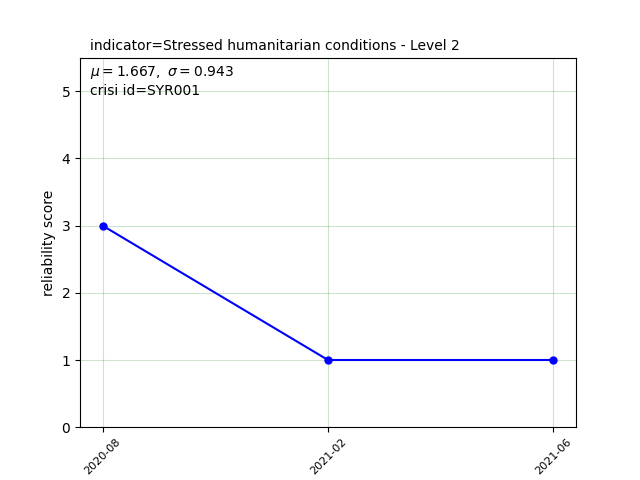 indicator=Stressed humanitarian conditions - Level 2
μ = 1.667, σ = 0.943
crisi id=SYR001
reliability score
5
4
3
2
1
0
2020-08
2021-02
2021-06